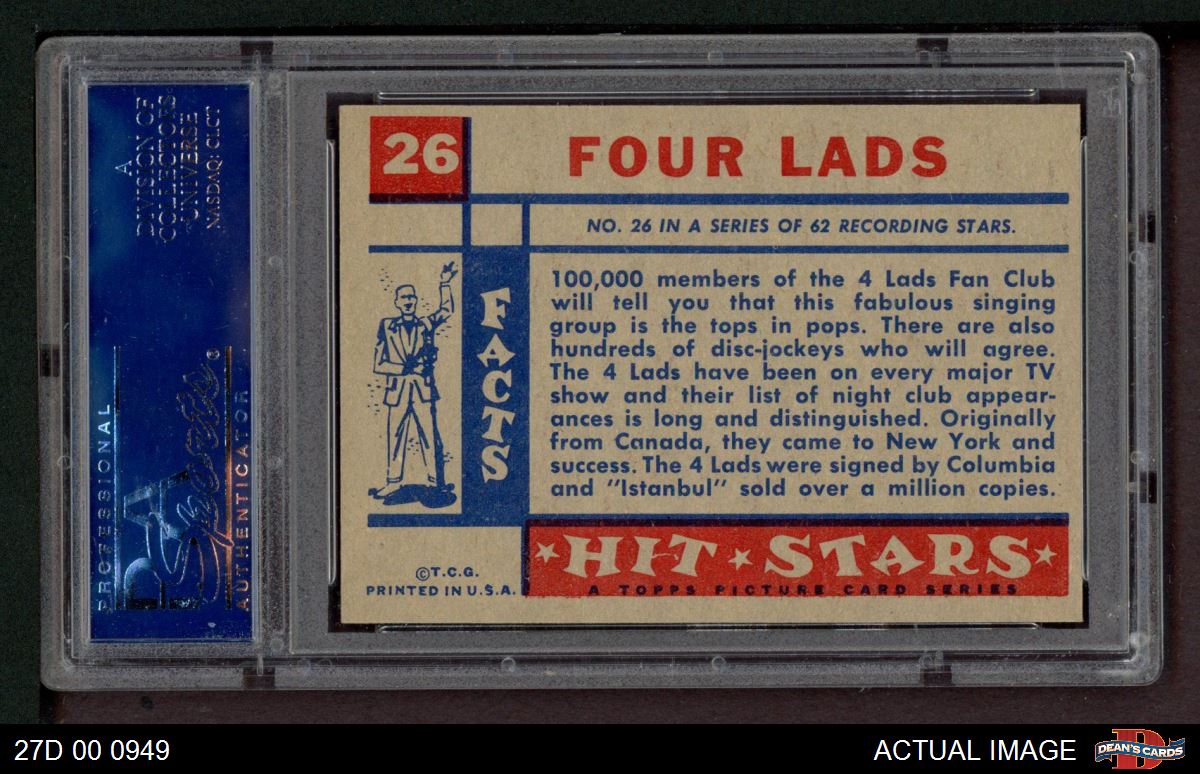 A
DIVISION OF
COLLECTORS
UNIVERSE
NASDAQ: CLCT
PROFESSIONAL
PSA
Sports®
AUTHENTICATOR
26
FOUR LADS
NO. 26 IN A SERIES OF 62 RECORDING STARS.
FACTS
100,000 members of the 4 Lads Fan Club
will tell you that this fabulous singing
group is the tops in pops. There are also
hundreds of disc-jockeys who will agree.
The 4 Lads have been on every major TV
show and their list of night club appear-
ances is long and distinguished. Originally
from Canada, they came to New York and
success. The 4 Lads were signed by Columbia
and "Istanbul" sold over a million copies.
©T.C.G.
PRINTED IN U.S.A.
HIT STARS
A TOPPS PICTURE CARD SERIES
27D 00 0949
ACTUAL IMAGE
DEAN'S CARDS